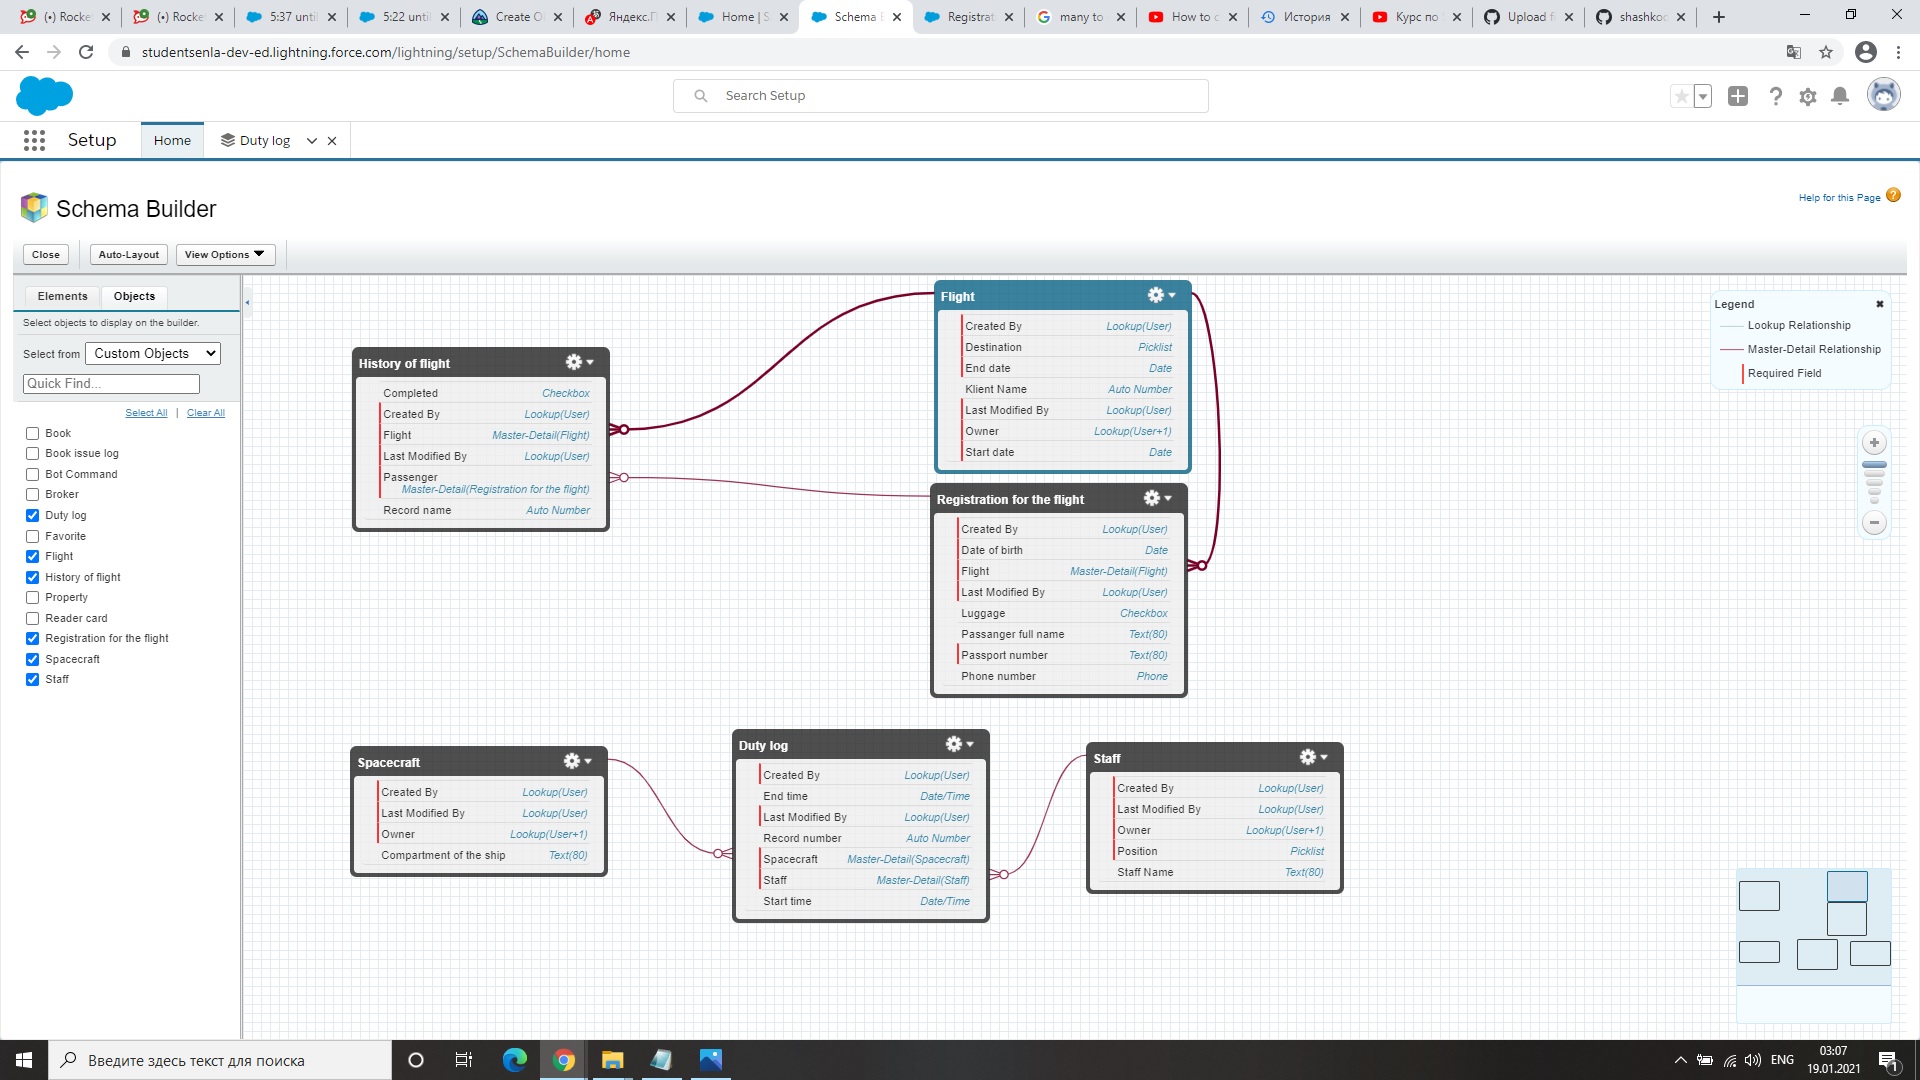 (•) Rocke
(•) Rocke
5:37 unti
5:22 unti
Create O
Яндекс.П
Home | S
Schema B
Registrat
many to
How to c
История
Курс по
Upload f
shashkoc
studentsenla-dev-ed.lightning.force.com/lightning/setup/SchemaBuilder/home
Search Setup
Setup
Home
Duty log
Schema Builder
Help for this Page
Close
Auto-Layout
View Options
Elements
Objects
Select objects to display on the builder.
Select from
Custom Objects
Quick Find...
Select All | Clear All
Book
Book issue log
Bot Command
Broker
Duty log
Favorite
Flight
History of flight
Property
Reader card
Registration for the flight
Spacecraft
Staff
History of flight
Completed Checkbox
Created By Lookup(User)
Flight Master-Detail(Flight)
Last Modified By Lookup(User)
Passenger
Master-Detail(Registration for the flight)
Record name Auto Number
Flight
Created By Lookup(User)
Destination Picklist
End date Date
Klient Name Auto Number
Last Modified By Lookup(User)
Owner Lookup(User+1)
Start date Date
Registration for the flight
Created By Lookup(User)
Date of birth Date
Flight Master-Detail(Flight)
Last Modified By Lookup(User)
Luggage Checkbox
Passanger full name Text(80)
Passport number Text(80)
Phone number Phone
Spacecraft
Created By Lookup(User)
Last Modified By Lookup(User)
Owner Lookup(User+1)
Compartment of the ship Text(80)
Duty log
Created By Lookup(User)
End time Date/Time
Last Modified By Lookup(User)
Record number Auto Number
Spacecraft Master-Detail(Spacecraft)
Staff Master-Detail(Staff)
Start time Date/Time
Staff
Created By Lookup(User)
Last Modified By Lookup(User)
Owner Lookup(User+1)
Position Picklist
Staff Name Text(80)
Legend
Lookup Relationship
Master-Detail Relationship
Required Field
Введите здесь текст для поиска
ENG
03:07
19.01.2021
1